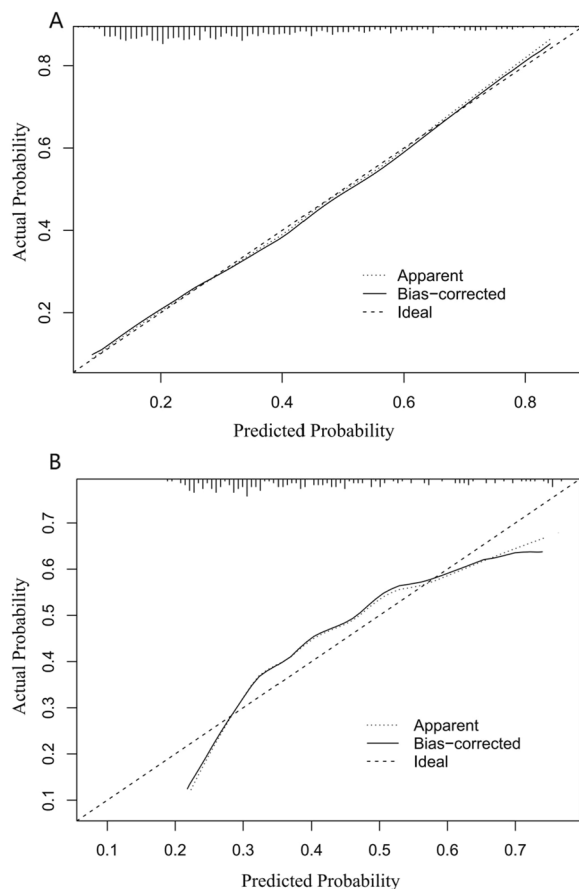 A
0.8
0.6
0.4
0.2
Actual Probability
Apparent
Bias-corrected
Ideal
0.2 0.4 0.6 0.8
Predicted Probability
B
0.7
0.6
0.5
0.4
0.3
0.2
0.1
Actual Probability
Apparent
Bias-corrected
Ideal
0.1 0.2 0.3 0.4 0.5 0.6 0.7
Predicted Probability